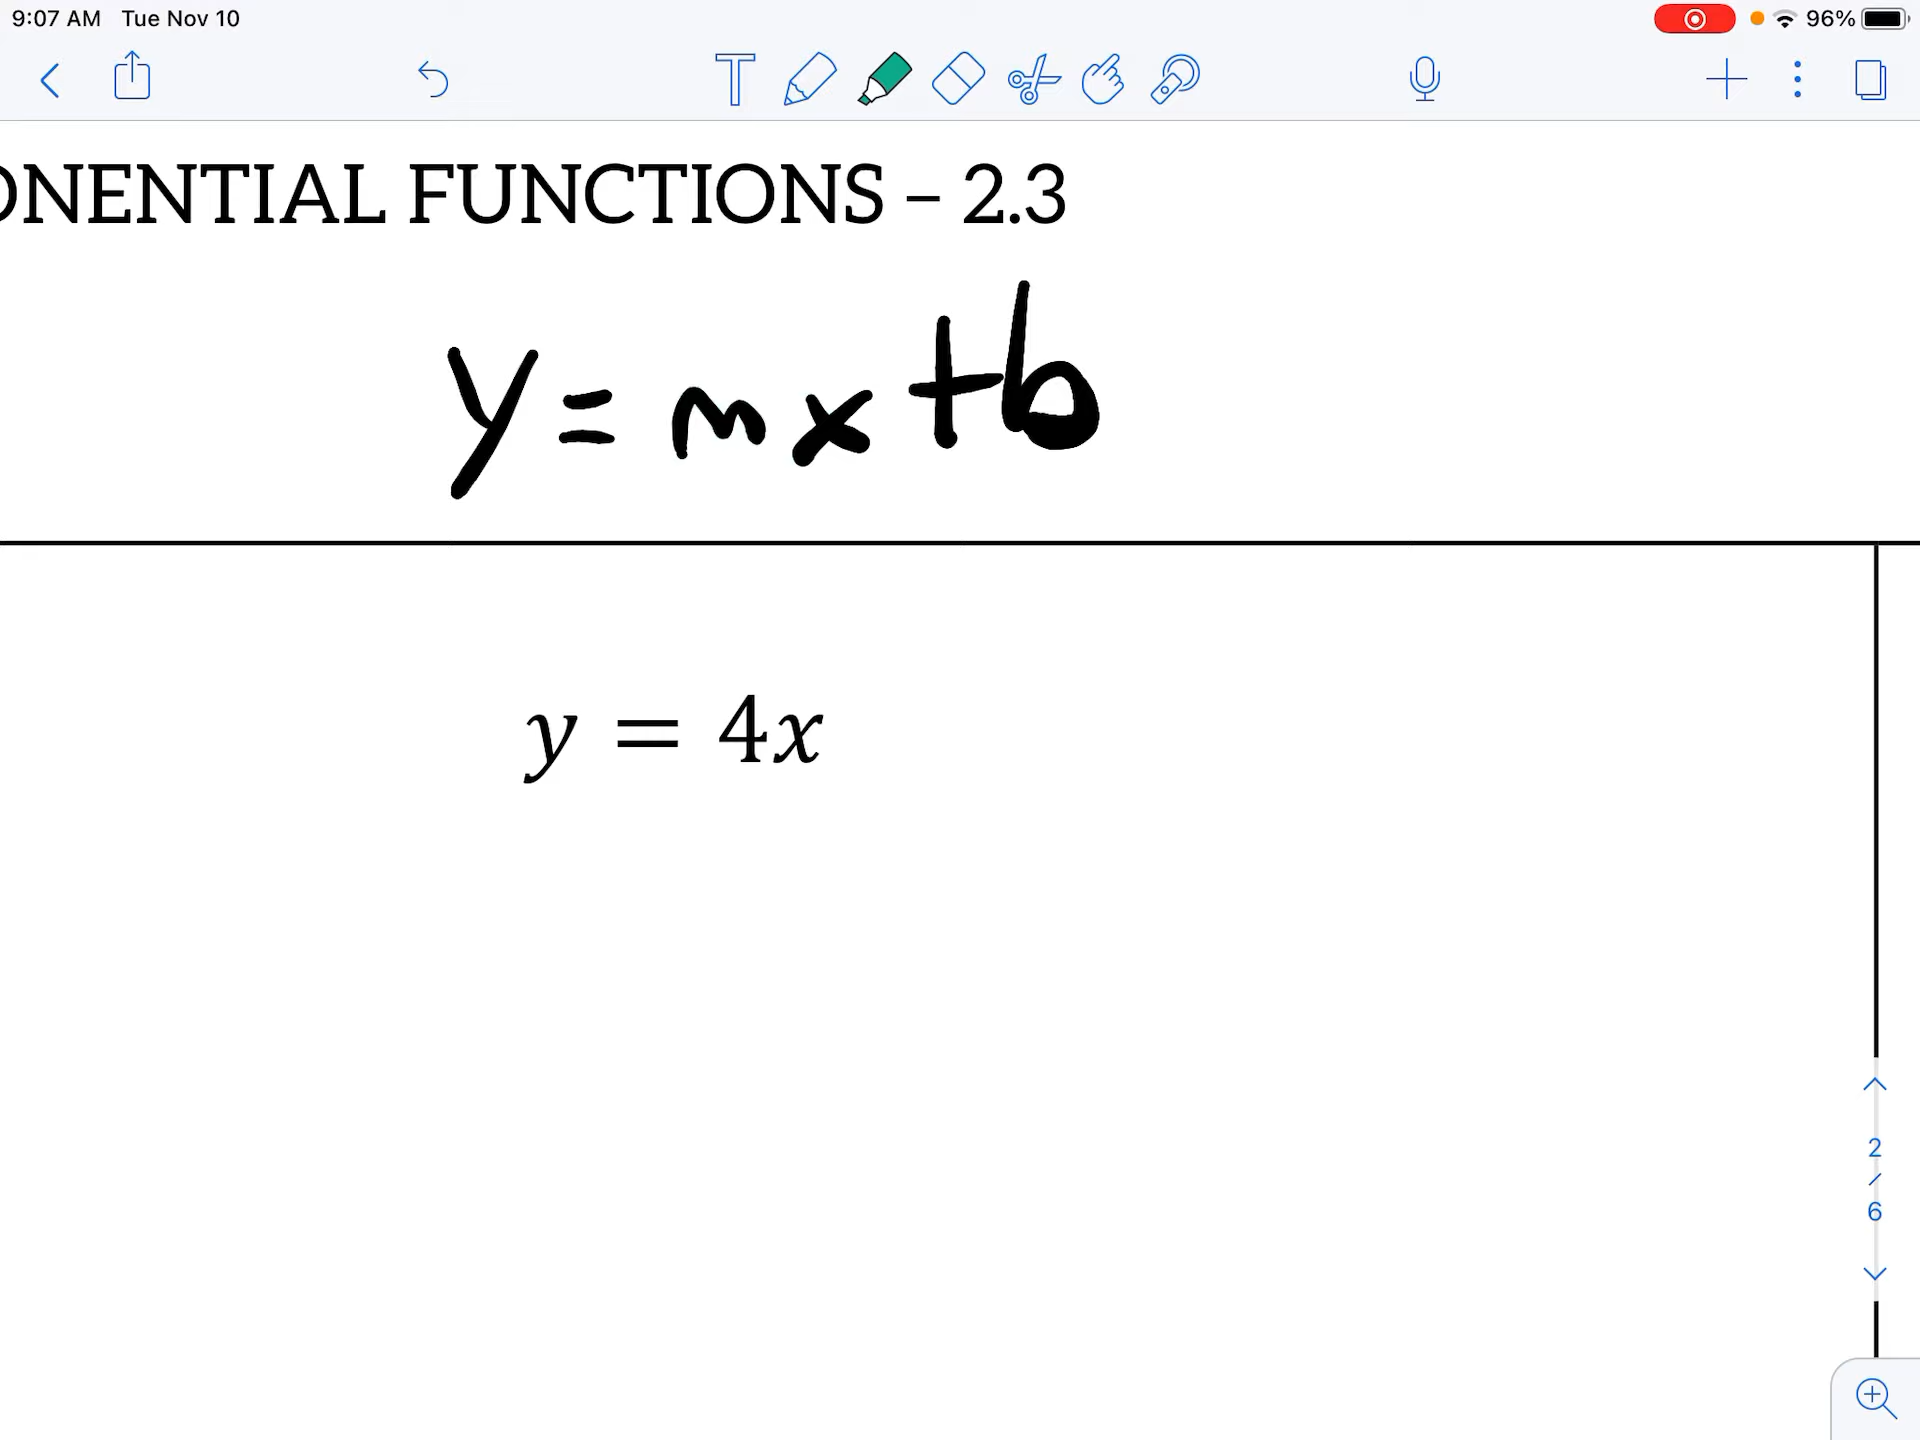 9:07 AM Tue Nov 10 96%
ONENTIAL FUNCTIONS – 2.3
y = mx + b
y = 4x
2
/
6